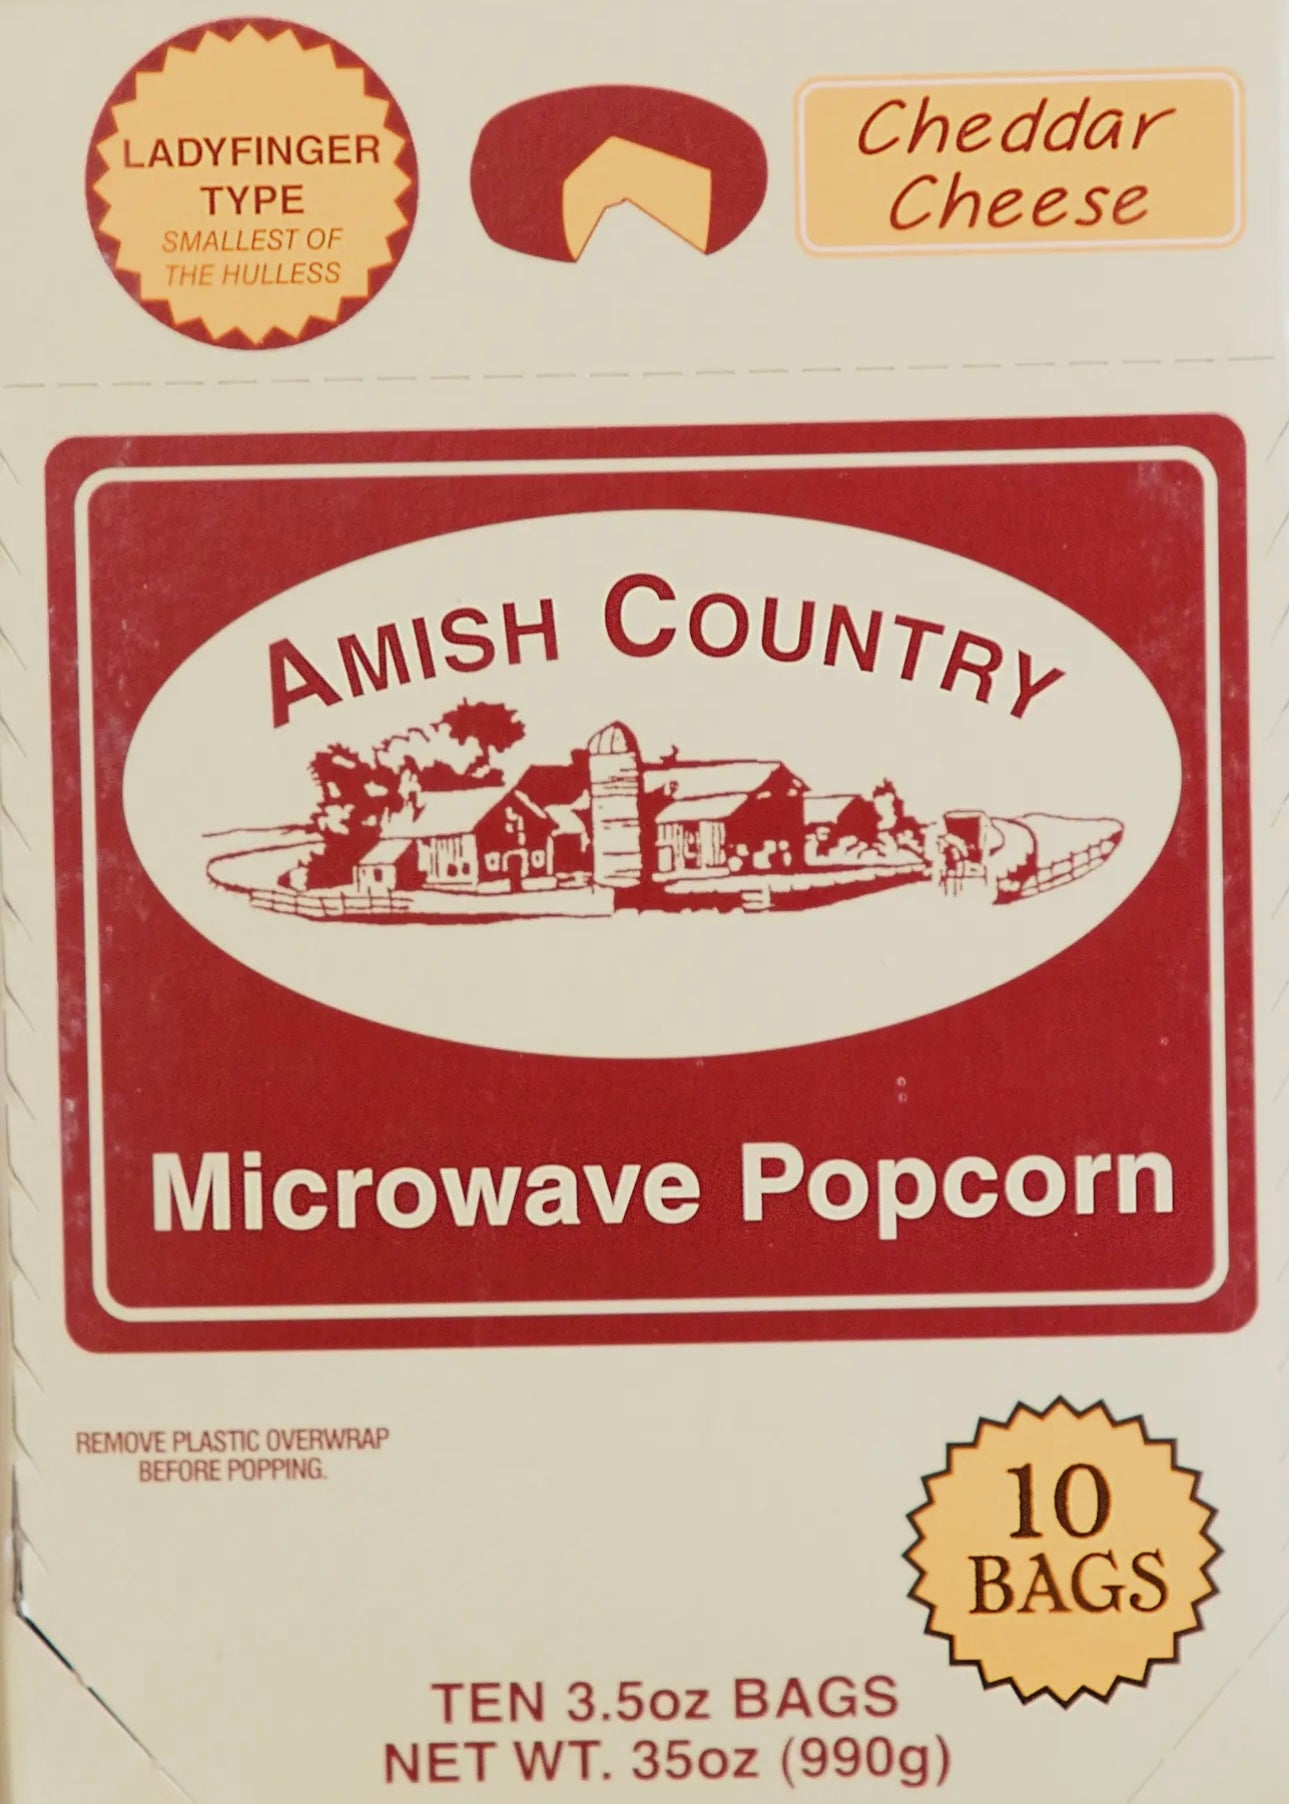 LADYFINGER
TYPE
SMALLEST OF
THE HULLESS
Cheddar
Cheese
AMISH COUNTRY
Microwave Popcorn
REMOVE PLASTIC OVERWRAP
BEFORE POPPING.
10
BAGS
TEN 3.5oz BAGS
NET WT. 35oz (990g)